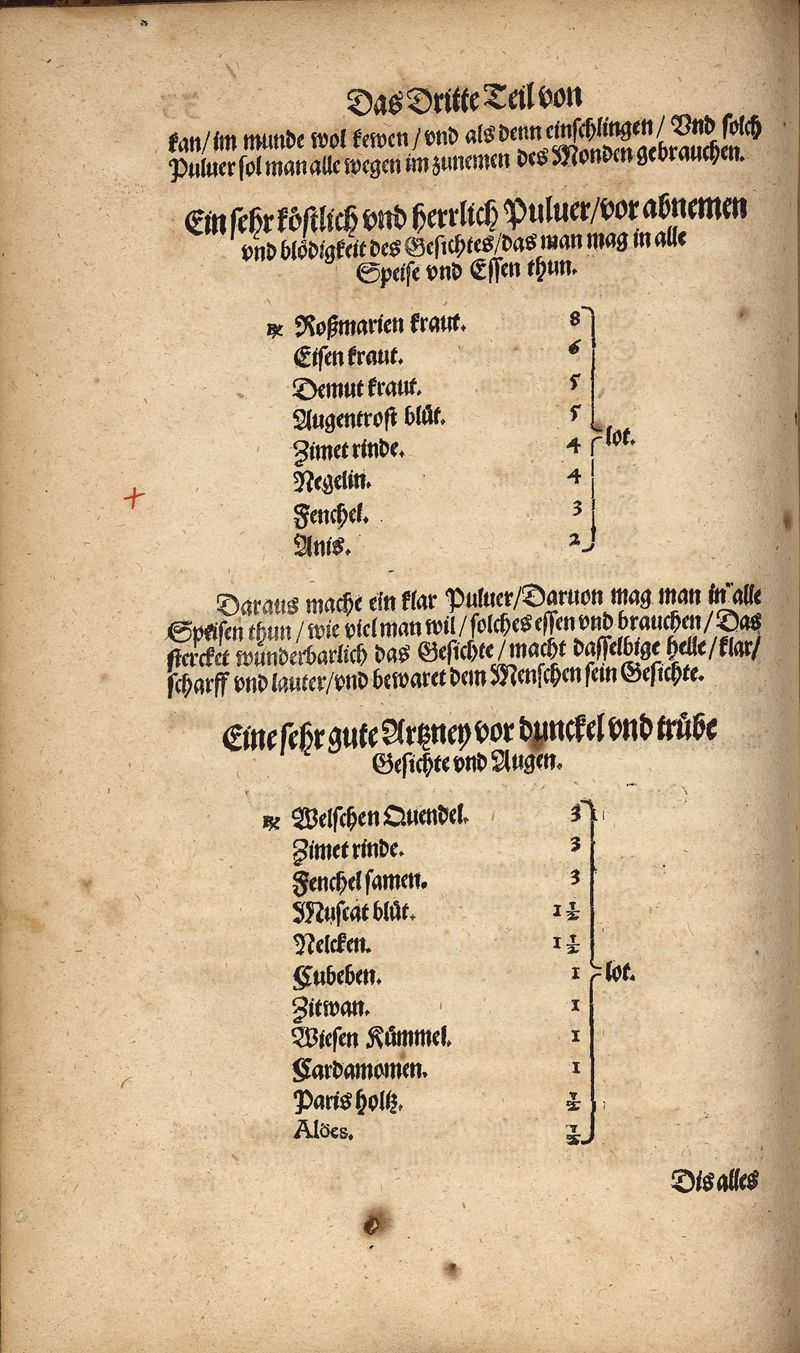 Das Dritte Teil von
kan/ im munde wol kewen / vnd als denn einschlingen / Vnd solch
Puluer sol man alle wegen im zunemen des Monden gebrauchen.
Ein sehr köstlich vnd herrlich Puluer/ vor abnemen
vnd blödigkeit des Gesichtes/ das man mag in alle
Speise vnd Essen thun.
℞ Roßmarien kraut. 8
Eisen kraut. 6
Demut kraut. 5
Augentrost blüt. 5
Zimet rinde. 4 lot.
Negelin. 4
Fenchel. 3
Anis. 2
Daraus mache ein klar Puluer/ Daruon mag man in alle
Speisen thun / wie viel man wil / solches essen vnd brauchen / Das
stercket wunderbarlich das Gesichte / macht dasselbige helle / klar/
scharff vnd lauter/ vnd bewaret dem Menschen sein Gesichte.
Eine sehr gute Artzney vor dunckel vnd trübe
Gesichte vnd Augen.
℞ Welschen Quendel. 3
Zimet rinde. 3
Fenchel samen. 3
Muscat blüt. 1 1/2
Nelcken. 1 1/2
Cubeben. 1 lot.
Zitwan. 1
Wiesen Kümmel. 1
Cardamomen. 1
Paris holtz. 1/2
Aloës. 1/2
Dis alles